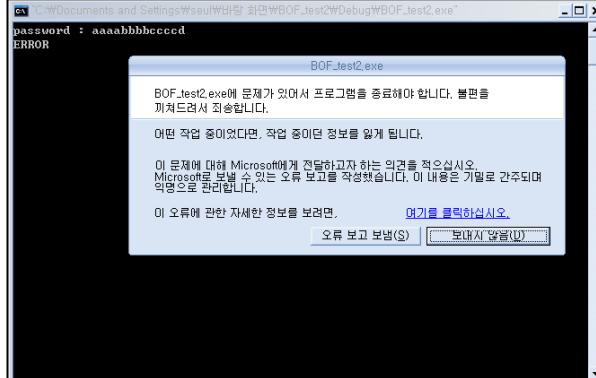 "C:\Documents and Settings\seul\바탕 화면\BOF_test2\Debug\BOF_test2.exe"
password : aaaabbbbccccd
ERROR
BOF_test2.exe
BOF_test2.exe에 문제가 있어서 프로그램을 종료해야 합니다. 불편을
끼쳐드려서 죄송합니다.
어떤 작업 중이었다면, 작업 중이던 정보를 잃게 됩니다.
이 문제에 대해 Microsoft에게 전달하고자 하는 의견을 적으십시오.
Microsoft로 보낼 수 있는 오류 보고를 작성했습니다. 이 내용은 기밀로 간주되며
익명으로 관리합니다.
이 오류에 관한 자세한 정보를 보려면, 여기를 클릭하십시오.
오류 보고 보냄(S) 보내지 않음(D)